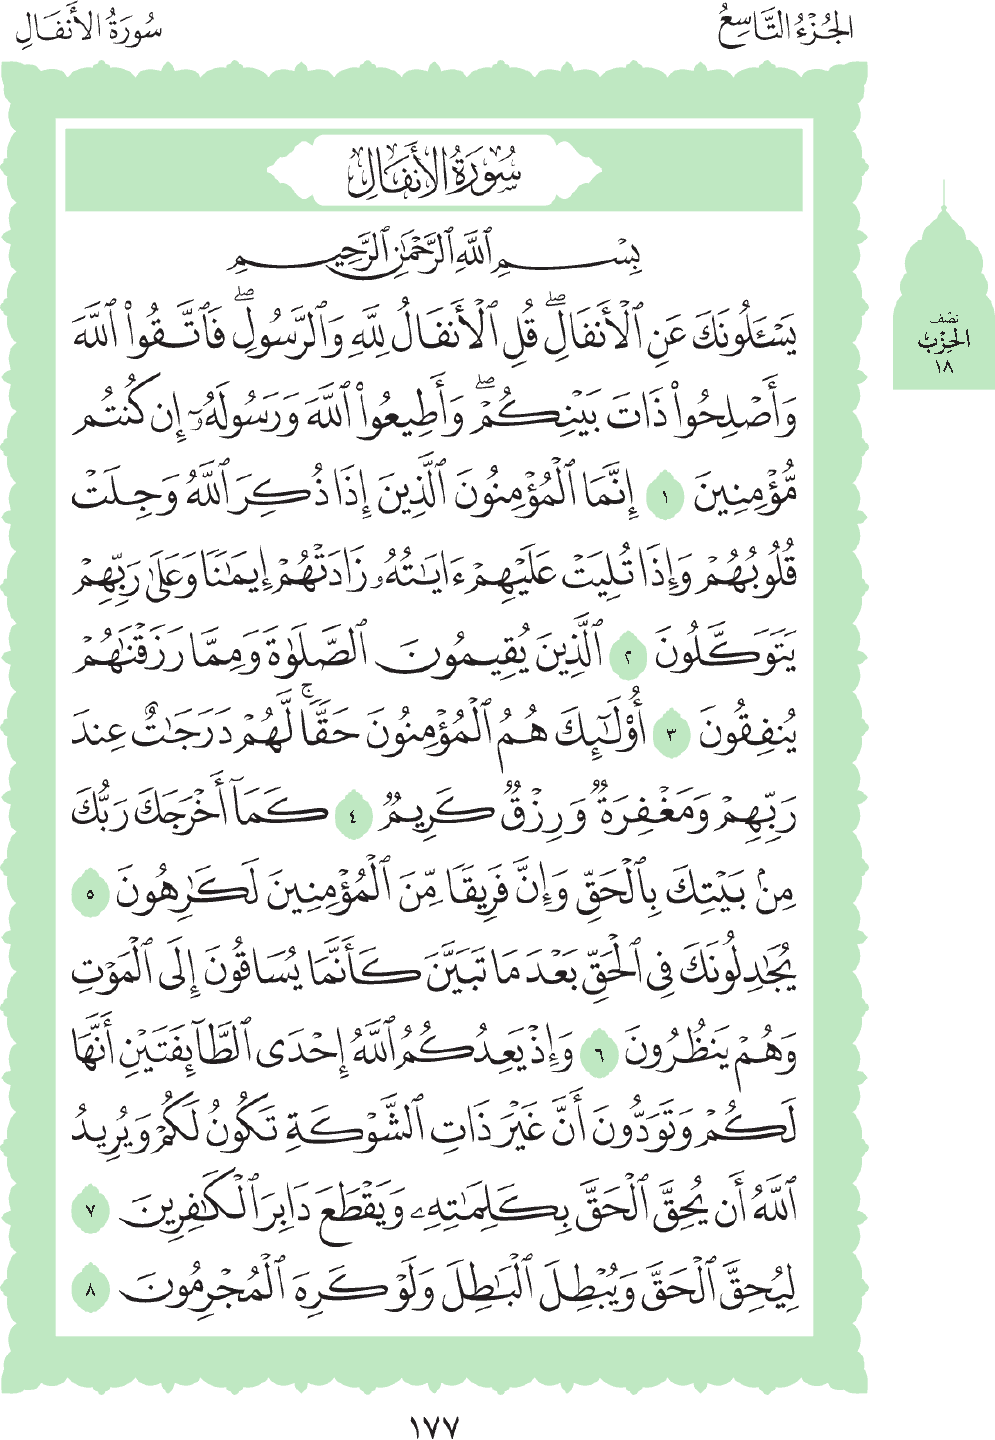 الجُزْءُ التَّاسِعُ
سُورَةُ الأَنفَالِ
سُورَةُ الأَنفَالِ
بِسْمِ ٱللَّهِ ٱلرَّحْمَٰنِ ٱلرَّحِيمِ
يَسْـَٔلُونَكَ عَنِ ٱلْأَنفَالِۖ قُلِ ٱلْأَنفَالُ لِلَّهِ وَٱلرَّسُولِۖ فَٱتَّقُوا۟ ٱللَّهَ
وَأَصْلِحُوا۟ ذَاتَ بَيْنِكُمْۖ وَأَطِيعُوا۟ ٱللَّهَ وَرَسُولَهُۥٓ إِن كُنتُم
مُّؤْمِنِينَ ١ إِنَّمَا ٱلْمُؤْمِنُونَ ٱلَّذِينَ إِذَا ذُكِرَ ٱللَّهُ وَجِلَتْ
قُلُوبُهُمْ وَإِذَا تُلِيَتْ عَلَيْهِمْ ءَايَٰتُهُۥ زَادَتْهُمْ إِيمَٰنًا وَعَلَىٰ رَبِّهِمْ
يَتَوَكَّلُونَ ٢ ٱلَّذِينَ يُقِيمُونَ ٱلصَّلَوٰةَ وَمِمَّا رَزَقْنَٰهُمْ
يُنفِقُونَ ٣ أُو۟لَٰٓئِكَ هُمُ ٱلْمُؤْمِنُونَ حَقًّاۚ لَّهُمْ دَرَجَٰتٌ عِندَ
رَبِّهِمْ وَمَغْفِرَةٌ وَرِزْقٌ كَرِيمٌ ٤ كَمَآ أَخْرَجَكَ رَبُّكَ
مِنۢ بَيْتِكَ بِٱلْحَقِّ وَإِنَّ فَرِيقًا مِّنَ ٱلْمُؤْمِنِينَ لَكَٰرِهُونَ ٥
يُجَٰدِلُونَكَ فِى ٱلْحَقِّ بَعْدَ مَا تَبَيَّنَ كَأَنَّمَا يُسَاقُونَ إِلَى ٱلْمَوْتِ
وَهُمْ يَنظُرُونَ ٦ وَإِذْ يَعِدُكُمُ ٱللَّهُ إِحْدَى ٱلطَّآئِفَتَيْنِ أَنَّهَا
لَكُمْ وَتَوَدُّونَ أَنَّ غَيْرَ ذَاتِ ٱلشَّوْكَةِ تَكُونُ لَكُمْ وَيُرِيدُ
ٱللَّهُ أَن يُحِقَّ ٱلْحَقَّ بِكَلِمَٰتِهِۦ وَيَقْطَعَ دَابِرَ ٱلْكَٰفِرِينَ ٧
لِيُحِقَّ ٱلْحَقَّ وَيُبْطِلَ ٱلْبَٰطِلَ وَلَوْ كَرِهَ ٱلْمُجْرِمُونَ ٨
نِصْف
الحِزْب
١٨
١٧٧